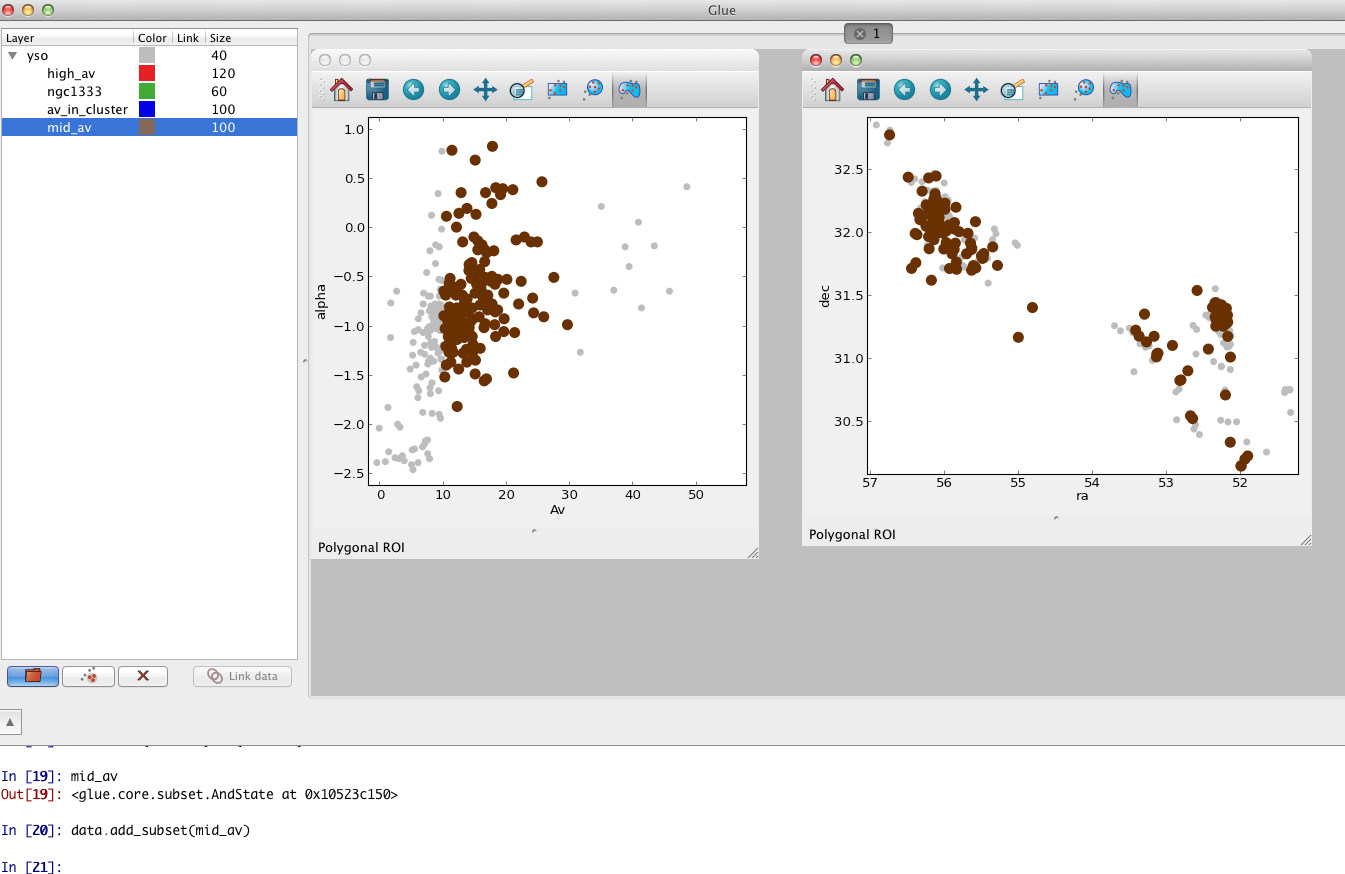 Glue
Layer Color Link Size
yso 40
high_av 120
ngc1333 60
av_in_cluster 100
mid_av 100
Link data
1
1.0
0.5
0.0
−0.5
−1.0
−1.5
−2.0
−2.5
alpha
0 10 20 30 40 50
Av
Polygonal ROI
32.5
32.0
31.5
31.0
30.5
dec
57 56 55 54 53 52
ra
Polygonal ROI
In [19]: mid_av
Out[19]: <glue.core.subset.AndState at 0x10523c150>
In [20]: data.add_subset(mid_av)
In [21]: